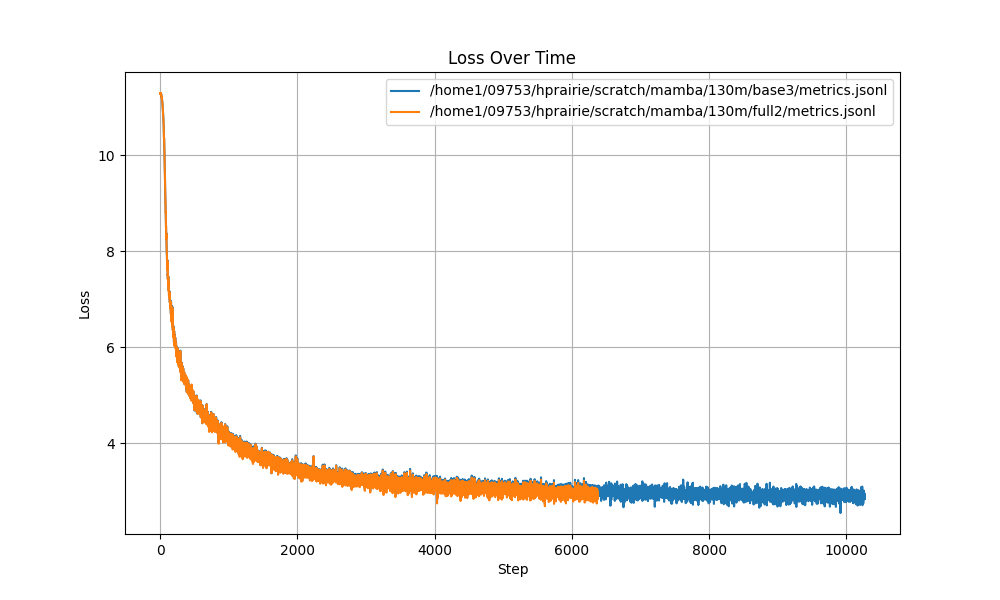 Loss Over Time
/home1/09753/hprairie/scratch/mamba/130m/base3/metrics.jsonl
/home1/09753/hprairie/scratch/mamba/130m/full2/metrics.jsonl
10
8
6
4
Loss
0 2000 4000 6000 8000 10000
Step